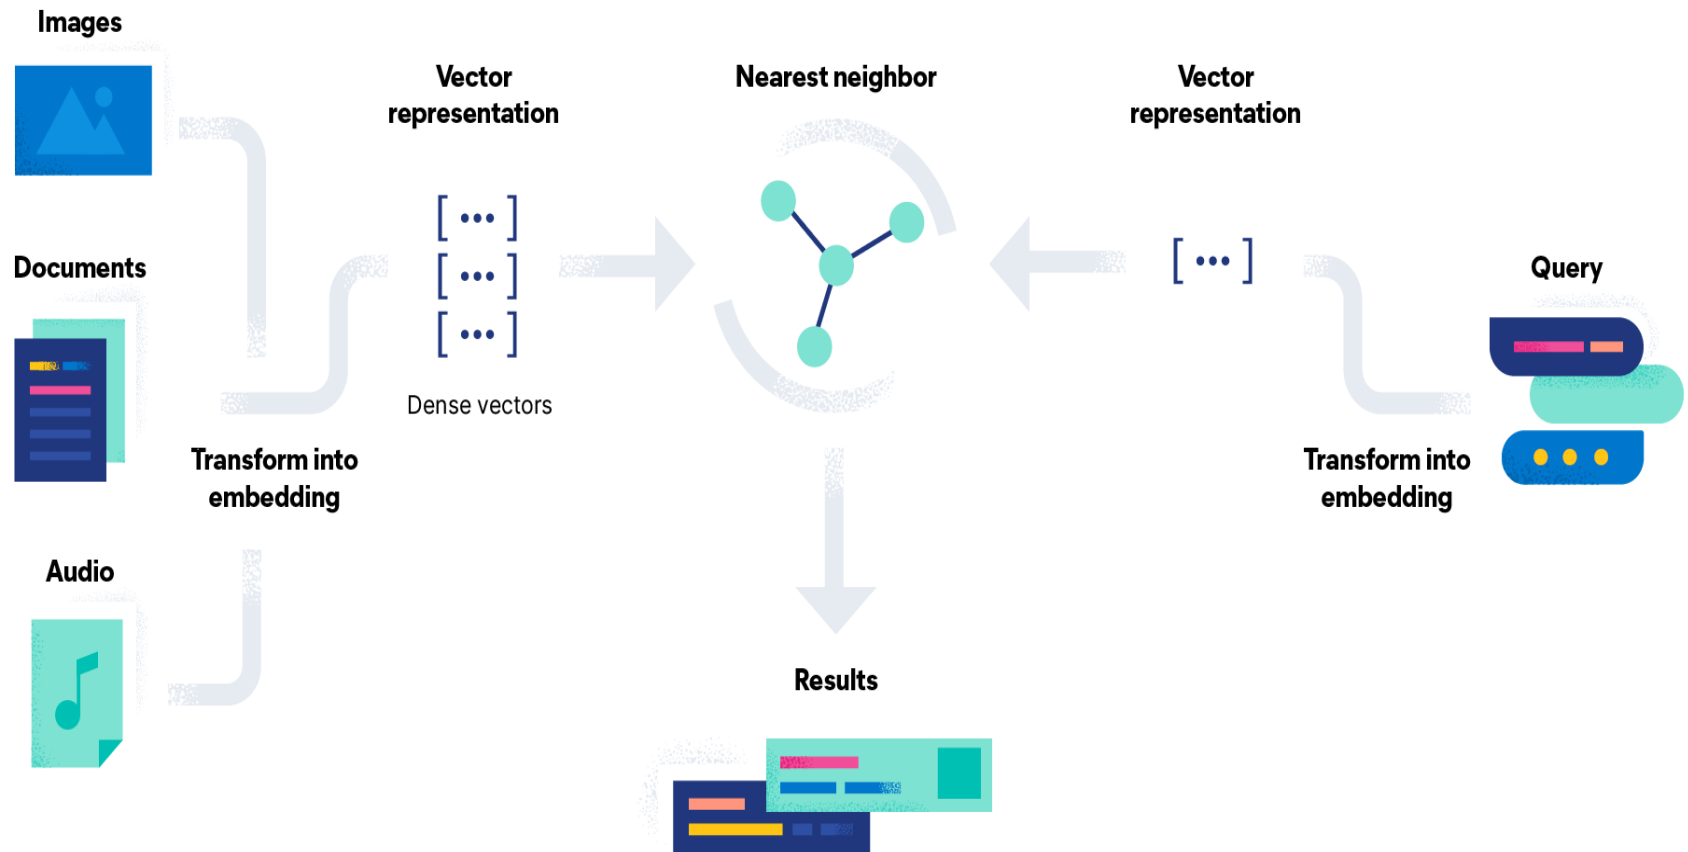 Images
Vector
representation
Nearest neighbor
Vector
representation
Documents
Query
Dense vectors
Transform into
embedding
Transform into
embedding
Audio
Results